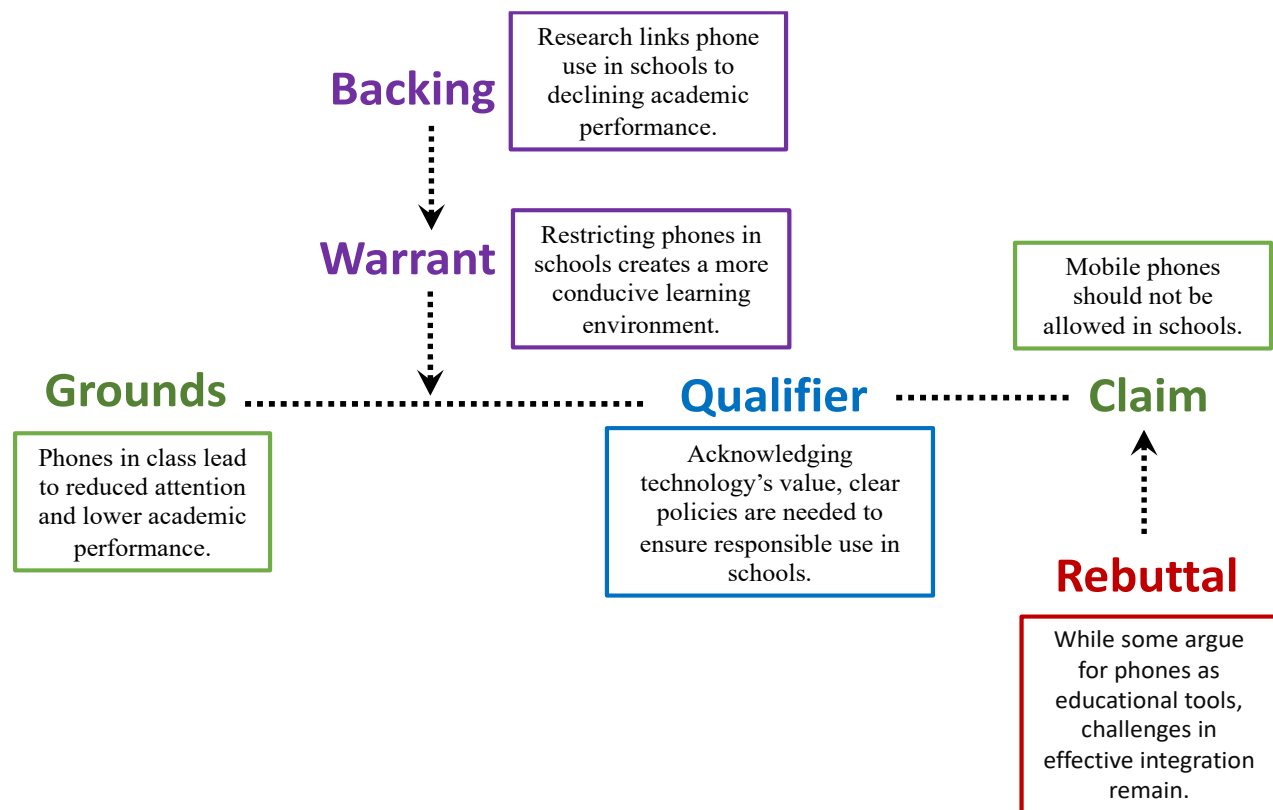 Backing
Research links phone
use in schools to
declining academic
performance.
Warrant
Restricting phones in
schools creates a more
conducive learning
environment.
Mobile phones
should not be
allowed in schools.
Grounds
Qualifier
Claim
Phones in class lead
to reduced attention
and lower academic
performance.
Acknowledging
technology’s value, clear
policies are needed to
ensure responsible use in
schools.
Rebuttal
While some argue
for phones as
educational tools,
challenges in
effective integration
remain.